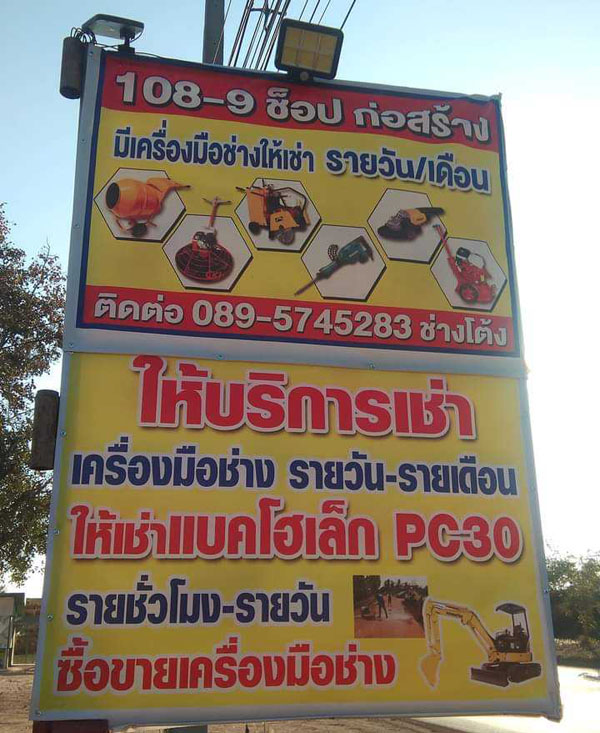 108-9 ช็อป ก่อสร้าง
มีเครื่องมือช่างให้เช่า รายวัน/เดือน
ติดต่อ 089-5745283 ช่างโต้ง
ให้บริการเช่า
เครื่องมือช่าง รายวัน-รายเดือน
ให้เช่าแบคโฮเล็ก PC30
รายชั่วโมง-รายวัน
ซื้อขายเครื่องมือช่าง